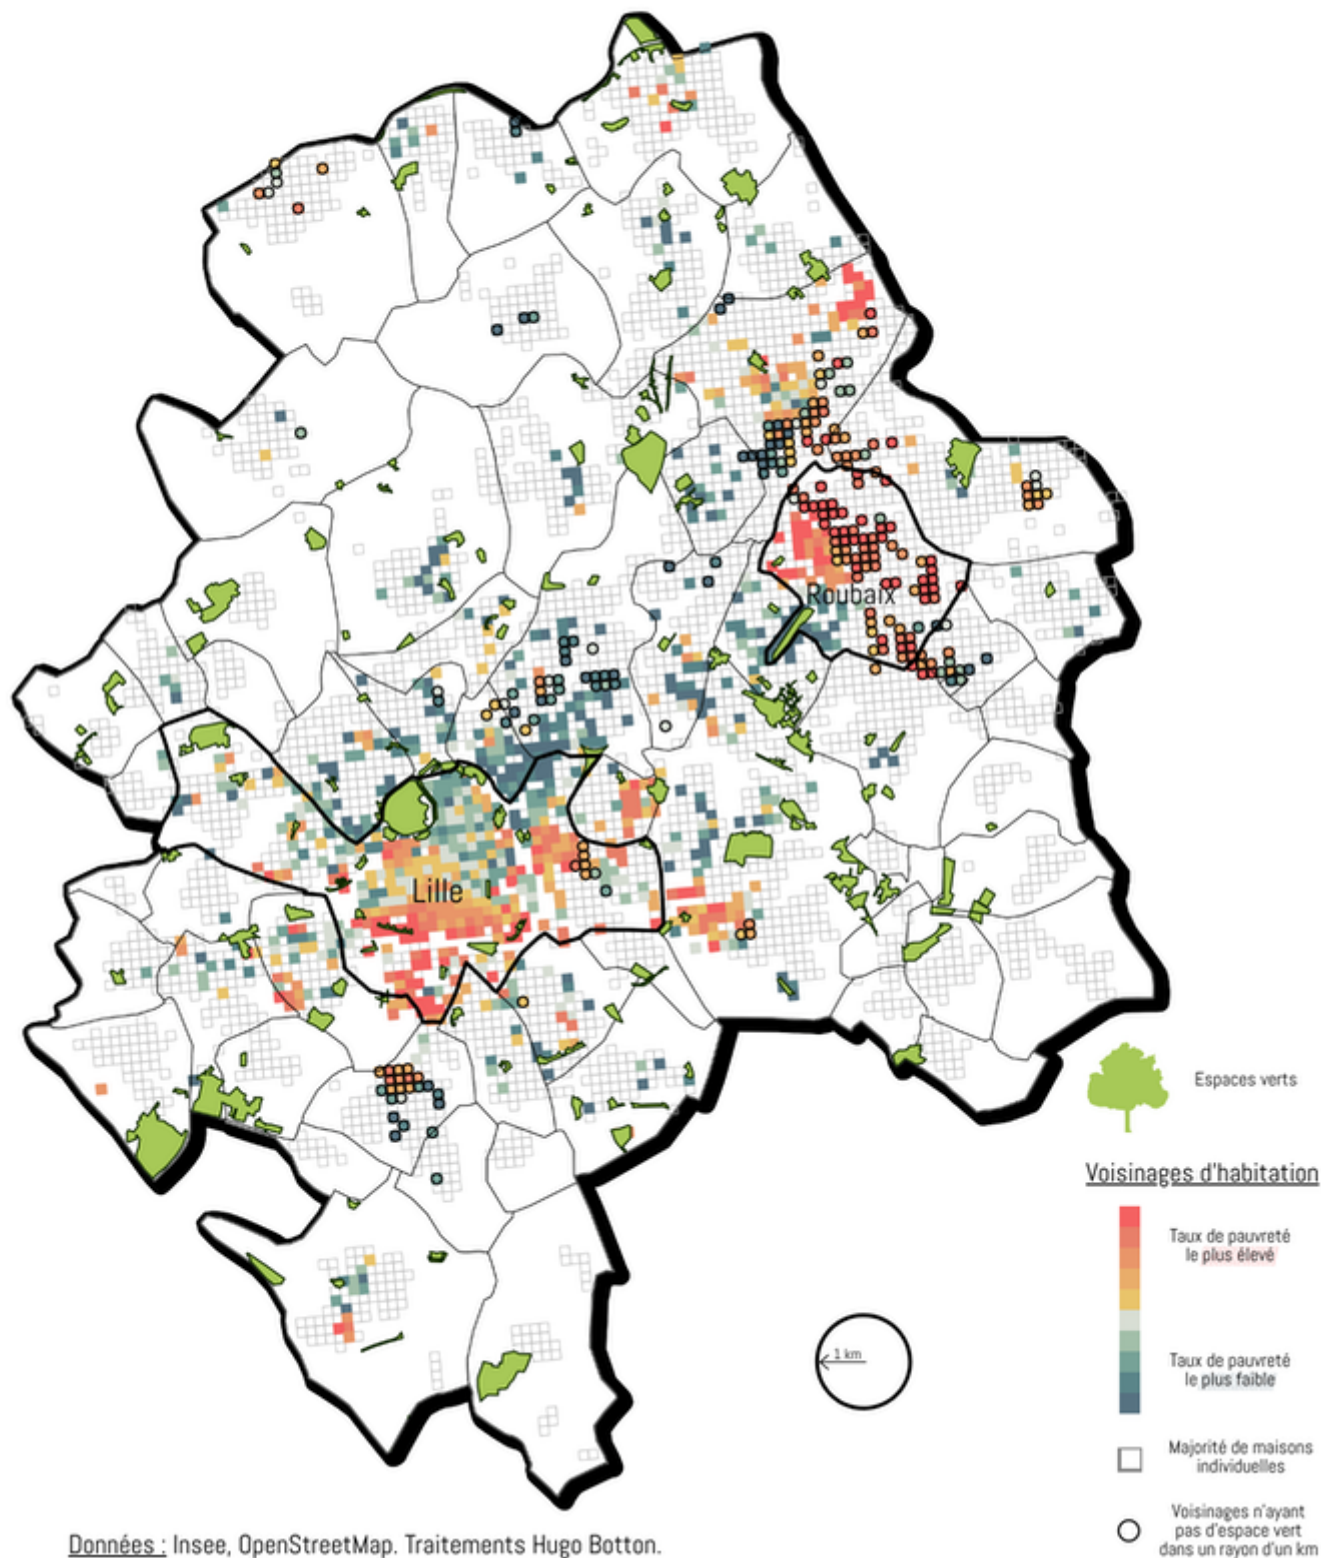 Roubaix
Lille
Espaces verts
Voisinages d'habitation
Taux de pauvreté
le plus élevé
Taux de pauvreté
le plus faible
1 km
Majorité de maisons
individuelles
Voisinages n'ayant
pas d'espace vert
dans un rayon d'un km
Données : Insee, OpenStreetMap. Traitements Hugo Botton.